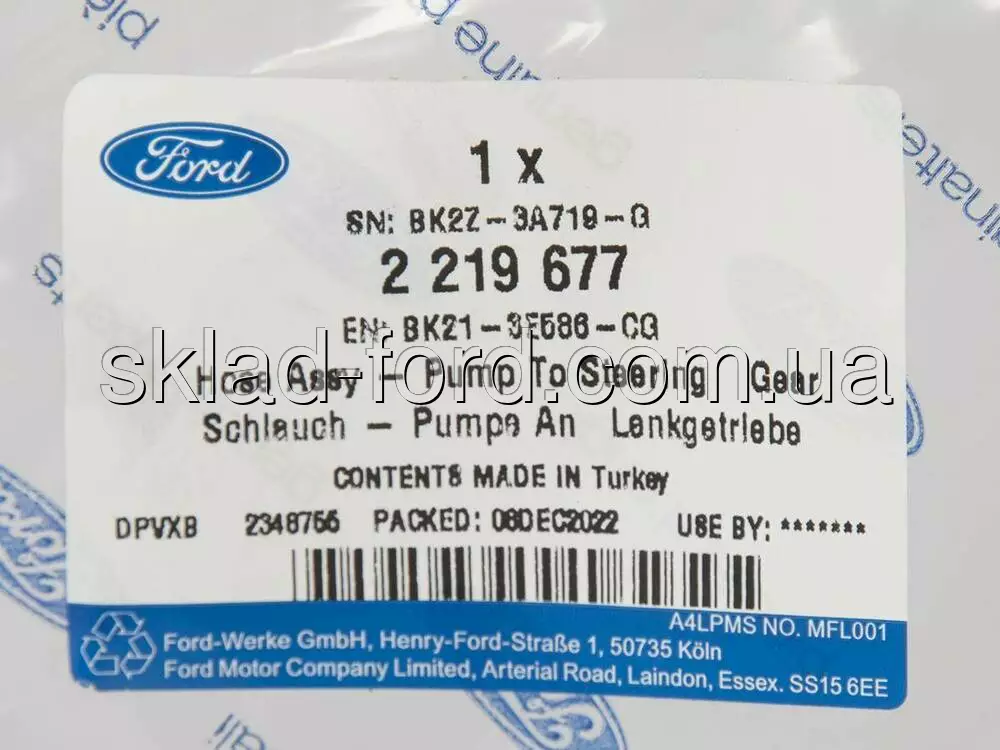 Ford
1 x
SN: BK2Z-3A719-G
2 219 677
EN: BK21-3E586-CG
sklad-ford.com.ua
Hose Assy - Pump To Steering Gear
Schlauch - Pumpe An Lenkgetriebe
CONTENTS MADE IN Turkey
DPVXB 2348755 PACKED: 08DEC2022 USE BY: *******
A4LPMS NO. MFL001
Ford-Werke GmbH, Henry-Ford-Straße 1, 50735 Köln
Ford Motor Company Limited, Arterial Road, Laindon, Essex. SS15 6EE
Ford